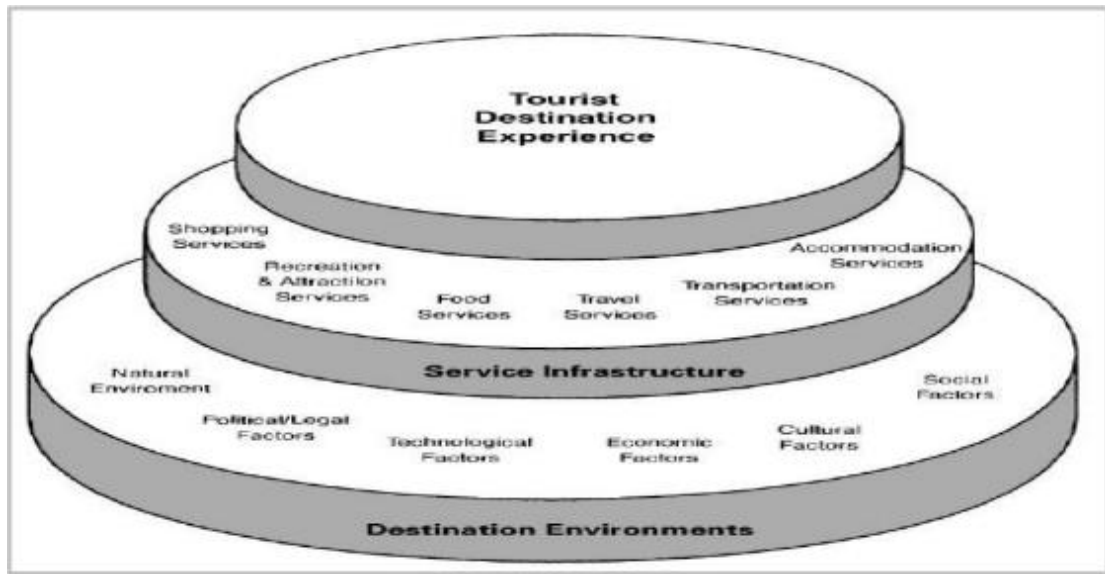 Tourist
Destination
Experience
Shopping
Services
Recreation
& Attractilon
Services
Food
Services
Travel
Services
Transportation
Services
Accommodation
Services
Service Infrastructure
Natural
Enviroment
Political/Legal
Factors
Technological
Factors
Economic
Factors
Cultural
Factors
Social
Factors
Destination Environments